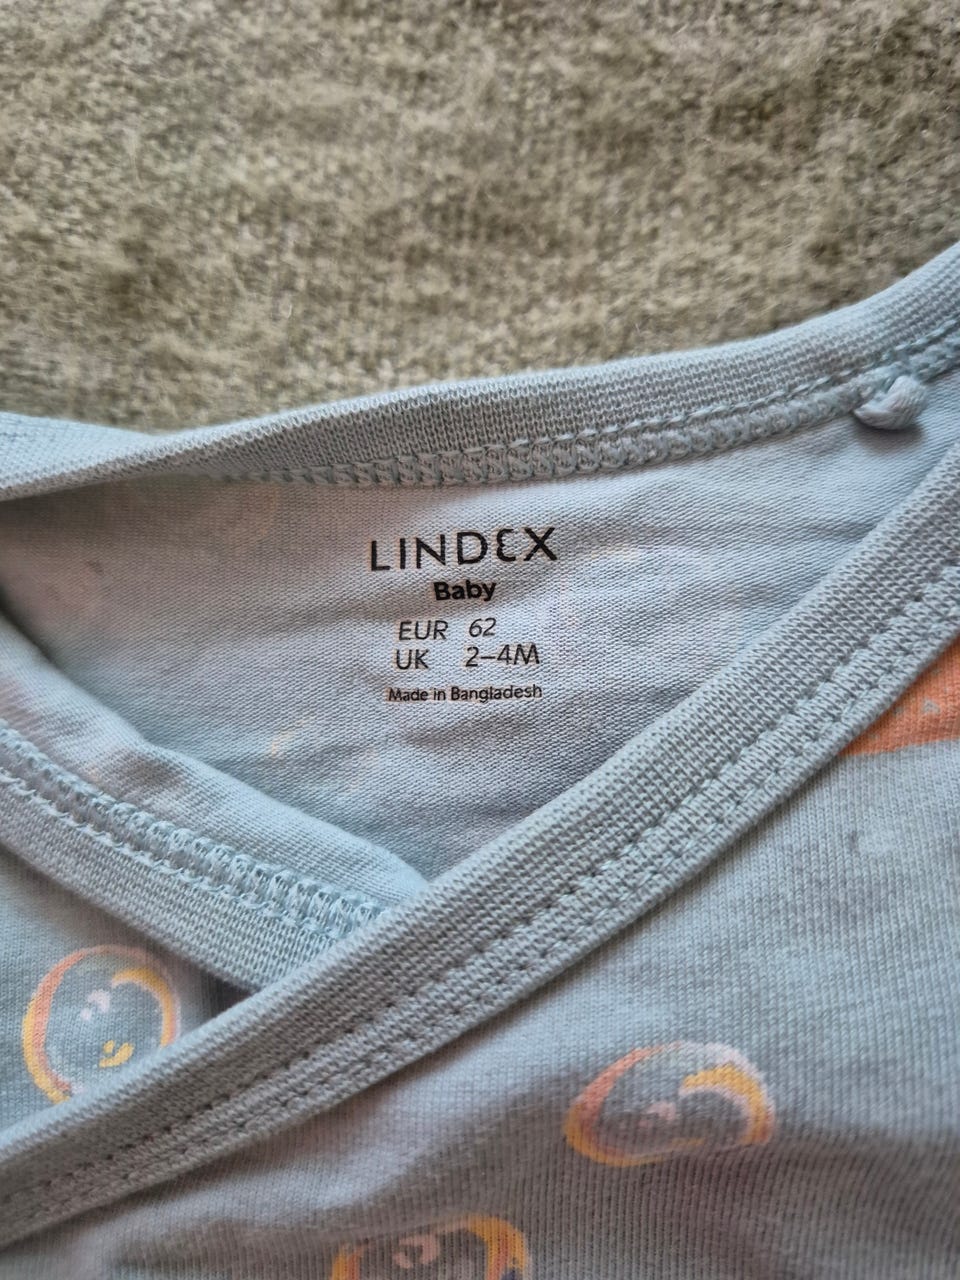 LINDEX
Baby
EUR 62
UK 2–4M
Made in Bangladesh